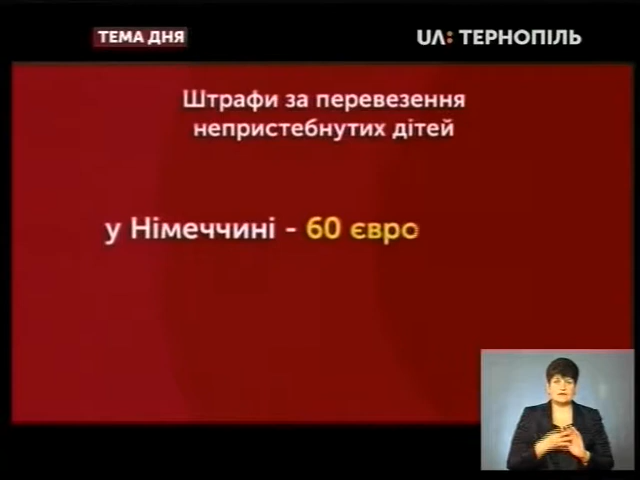 ТЕМА ДНЯ
UA: ТЕРНОПІЛЬ
Штрафи за перевезення
непристебнутих дітей
у Німеччині - 60 євро